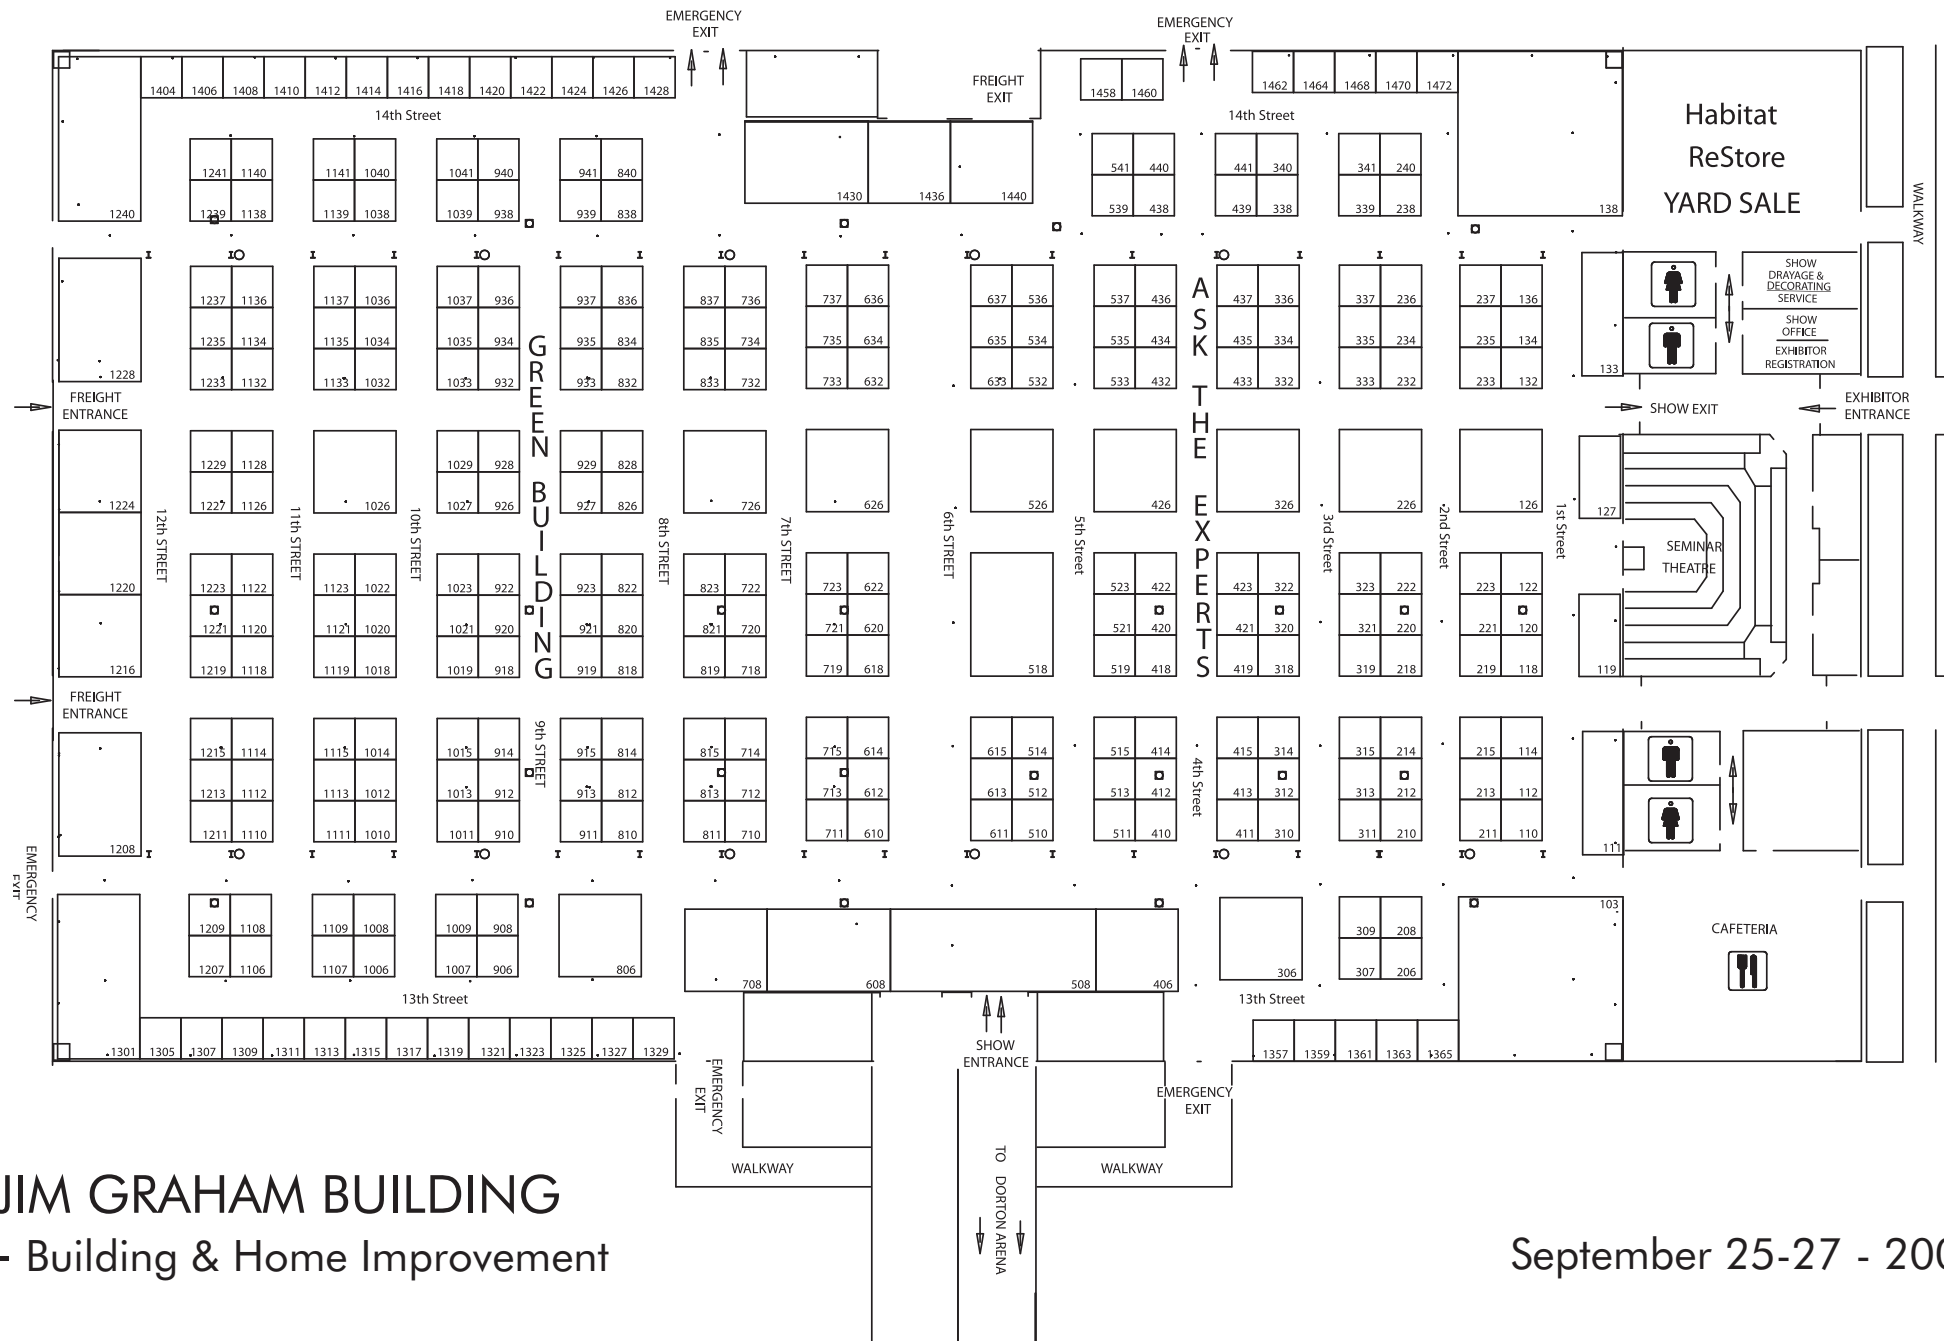 EMERGENCY
EXIT
EMERGENCY
EXIT
FREIGHT
EXIT
1404 1406 1408 1410 1412 1414 1416 1418 1420 1422 1424 1426 1428
1458 1460
1462 1464 1468 1470 1472
14th Street
14th Street
Habitat
ReStore
YARD SALE
WALKWAY
1241 1140 1141 1040 1041 940 941 840
541 440 441 340 341 240
1430 1436 1440
1240 1239 1138 1139 1038 1039 938 939 838
539 438 439 338 339 238 138
1237 1136 1137 1036 1037 936 937 836 837 736 737 636 637 536 537 436 437 336 337 236 237 136
1235 1134 1135 1034 1035 934 935 834 835 734 735 634 635 534 535 434 435 334 335 234 235 134
1233 1132 1133 1032 1033 932 933 832 833 732 733 632 633 532 533 432 433 332 333 232 233 132
1228
133
SHOW
DRAYAGE &
DECORATING
SERVICE
SHOW
OFFICE
EXHIBITOR
REGISTRATION
GREEN BUILDING
ASK THE EXPERTS
FREIGHT
ENTRANCE
SHOW EXIT
EXHIBITOR
ENTRANCE
1229 1128 1029 928 929 828
1224 1227 1126 1026 1027 926 927 826 726 626 526 426 326 226 126 127
12th STREET
11th STREET
10th STREET
8th STREET
7th STREET
6th STREET
5th Street
3rd Street
2nd Street
1st Street
SEMINAR
THEATRE
1220 1223 1122 1123 1022 1023 922 923 822 823 722 723 622 523 422 423 322 323 222 223 122
1221 1120 1121 1020 1021 920 921 820 821 720 721 620 521 420 421 320 321 220 221 120
1216 1219 1118 1119 1018 1019 918 919 818 819 718 719 618 518 519 418 419 318 319 218 219 118 119
FREIGHT
ENTRANCE
9th STREET
4th Street
1215 1114 1115 1014 1015 914 915 814 815 714 715 614 615 514 515 414 415 314 315 214 215 114
1213 1112 1113 1012 1013 912 913 812 813 712 713 612 613 512 513 412 413 312 313 212 213 112
1211 1110 1111 1010 1011 910 911 810 811 710 711 610 611 510 511 410 411 310 311 210 211 110
1208
111
EMERGENCY
EXIT
1209 1108 1109 1008 1009 908 309 208 103
1207 1106 1107 1006 1007 906 806 306 307 206
708 608 508 406
CAFETERIA
13th Street
13th Street
1301 1305 1307 1309 1311 1313 1315 1317 1319 1321 1323 1325 1327 1329
1357 1359 1361 1363 1365
SHOW
ENTRANCE
EMERGENCY
EXIT
EMERGENCY
EXIT
WALKWAY
WALKWAY
TO DORTON ARENA
JIM GRAHAM BUILDING
- Building & Home Improvement
September 25-27 - 200